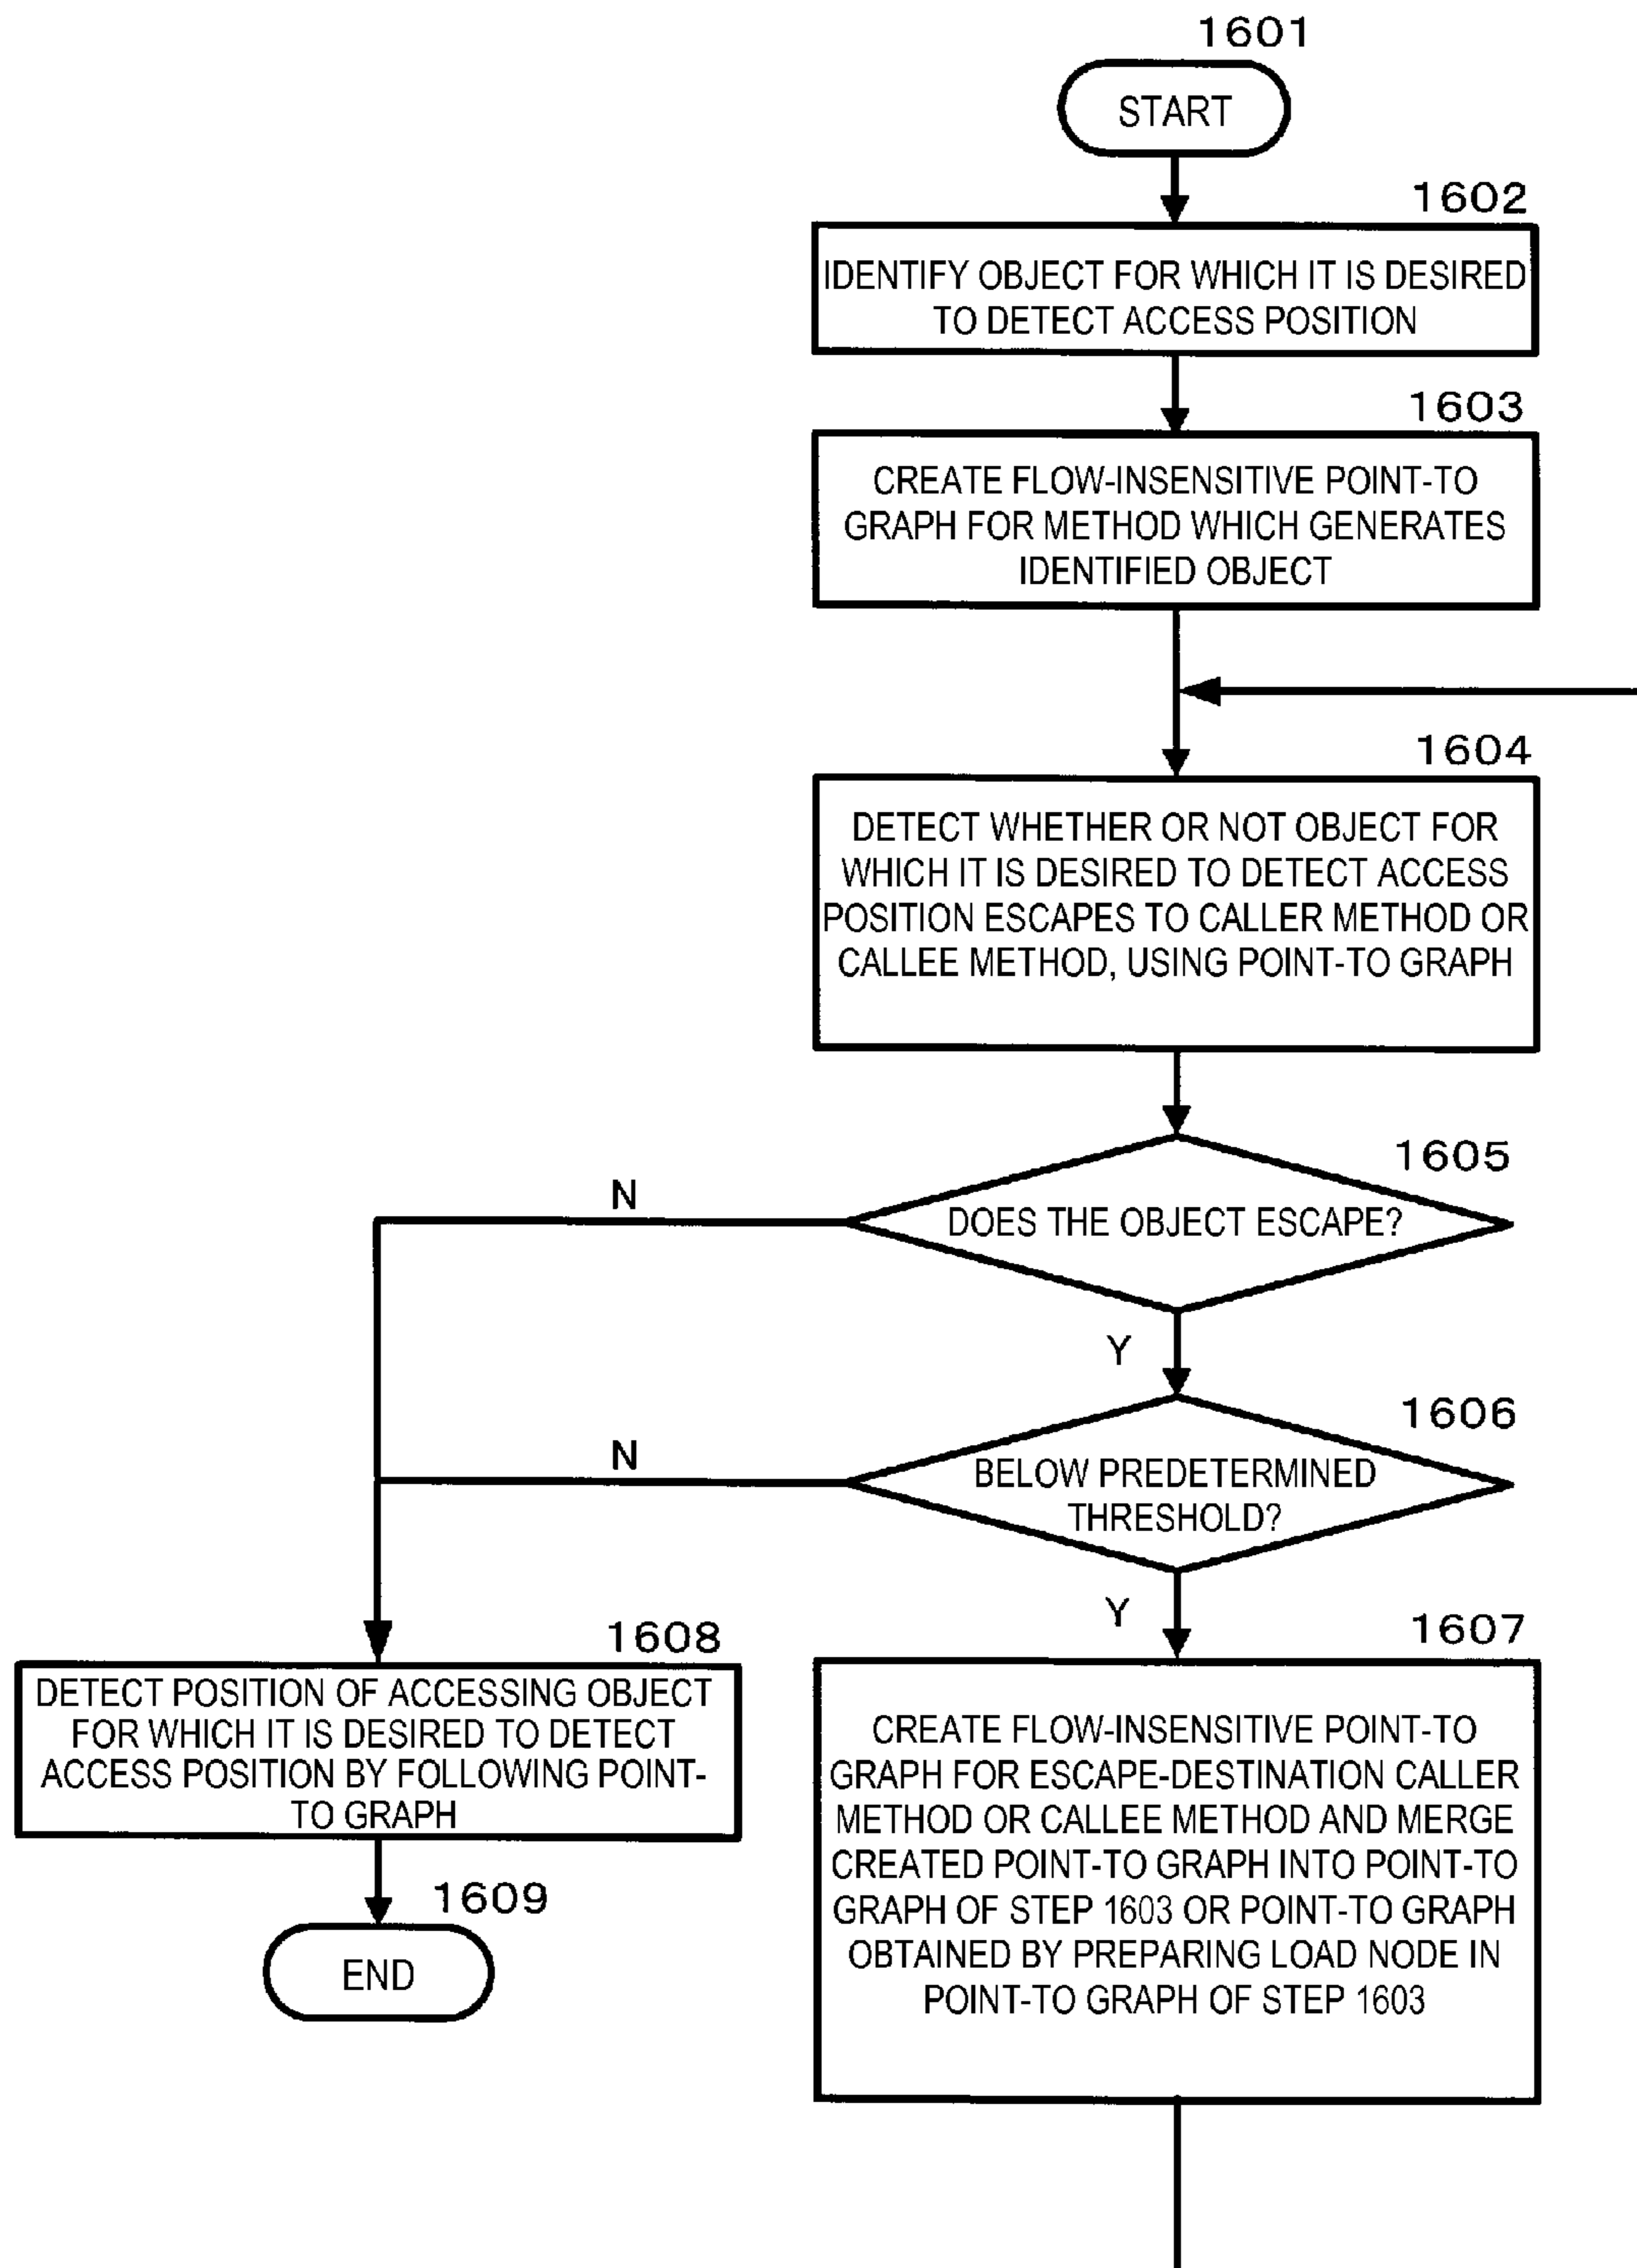 1601
START
1602
IDENTIFY OBJECT FOR WHICH IT IS DESIRED
TO DETECT ACCESS POSITION
1603
CREATE FLOW-INSENSITIVE POINT-TO
GRAPH FOR METHOD WHICH GENERATES
IDENTIFIED OBJECT
1604
DETECT WHETHER OR NOT OBJECT FOR
WHICH IT IS DESIRED TO DETECT ACCESS
POSITION ESCAPES TO CALLER METHOD OR
CALLEE METHOD, USING POINT-TO GRAPH
1605
N
DOES THE OBJECT ESCAPE?
Y
1606
N
BELOW PREDETERMINED
THRESHOLD?
Y
1607
CREATE FLOW-INSENSITIVE POINT-TO
GRAPH FOR ESCAPE-DESTINATION CALLER
METHOD OR CALLEE METHOD AND MERGE
CREATED POINT-TO GRAPH INTO POINT-TO
GRAPH OF STEP 1603 OR POINT-TO GRAPH
OBTAINED BY PREPARING LOAD NODE IN
POINT-TO GRAPH OF STEP 1603
1608
DETECT POSITION OF ACCESSING OBJECT
FOR WHICH IT IS DESIRED TO DETECT
ACCESS POSITION BY FOLLOWING POINT-
TO GRAPH
1609
END